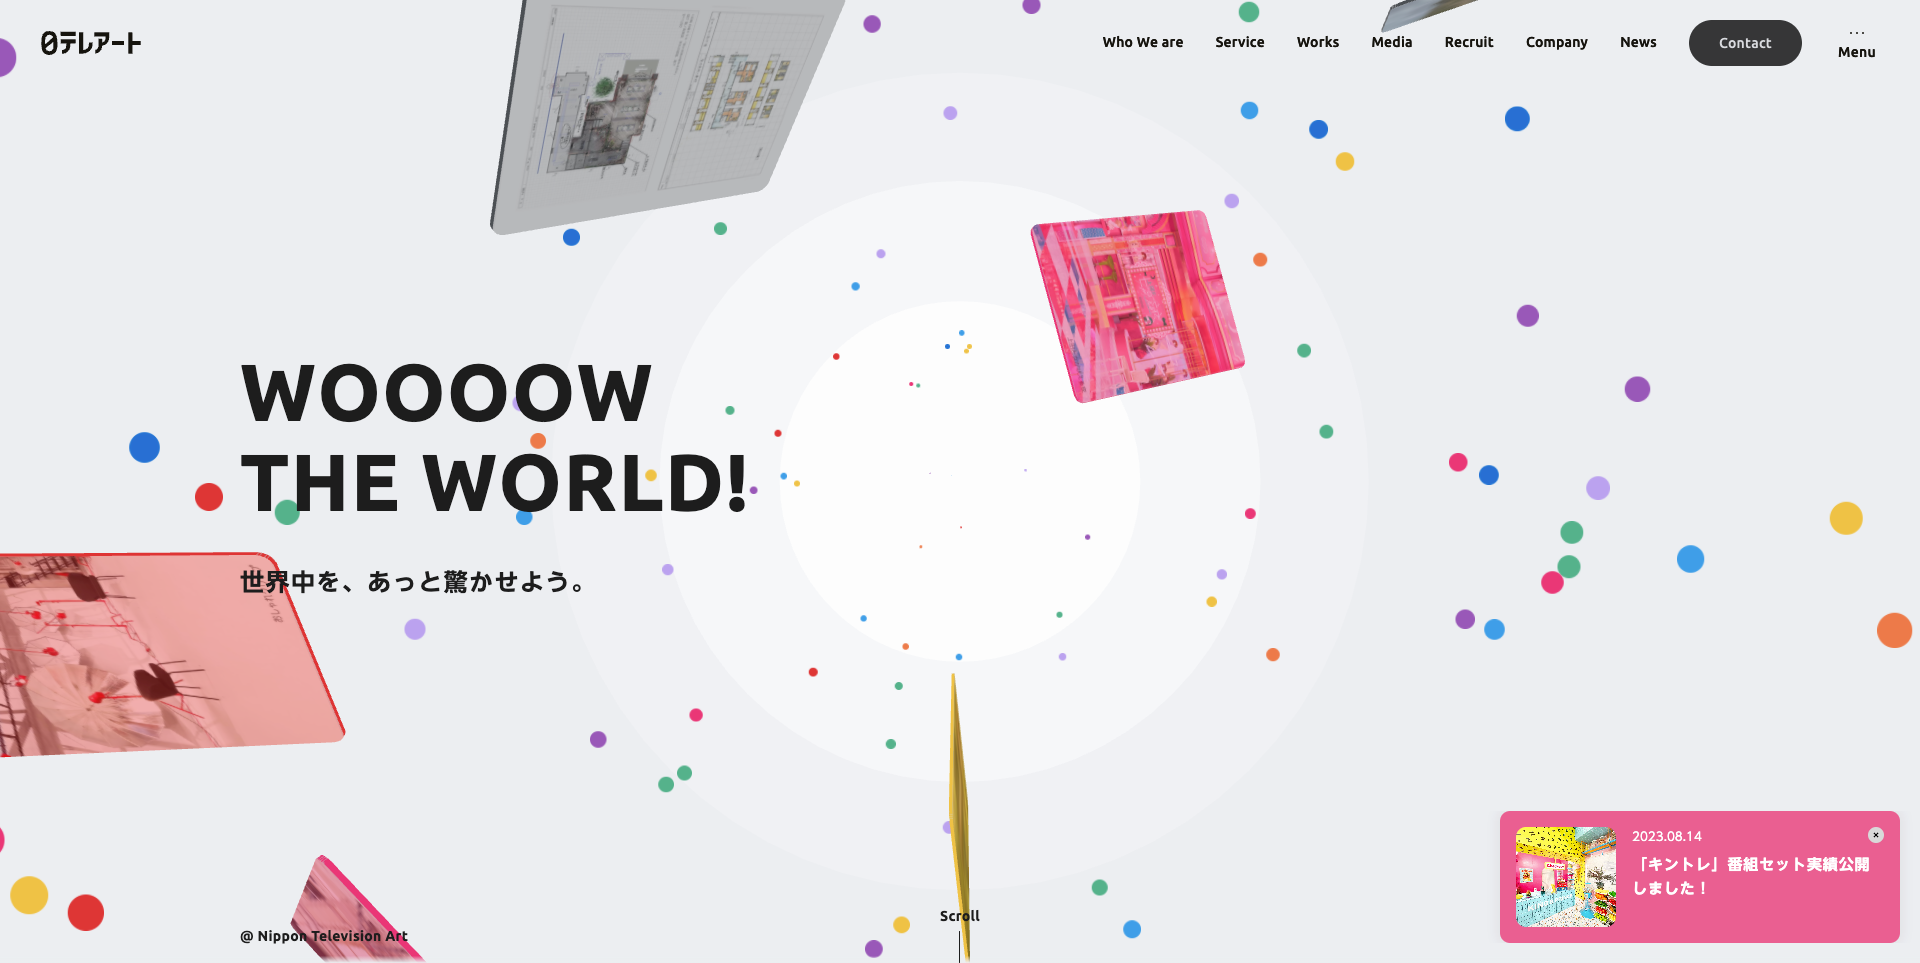 日テレアート
Who We are
Service
Works
Media
Recruit
Company
News
Contact
Menu
WOOOOW
THE WORLD!
世界中を、あっと驚かせよう。
2023.08.14
「キントレ」番組セット実績公開
しました！
Scroll
@ Nippon Television Art